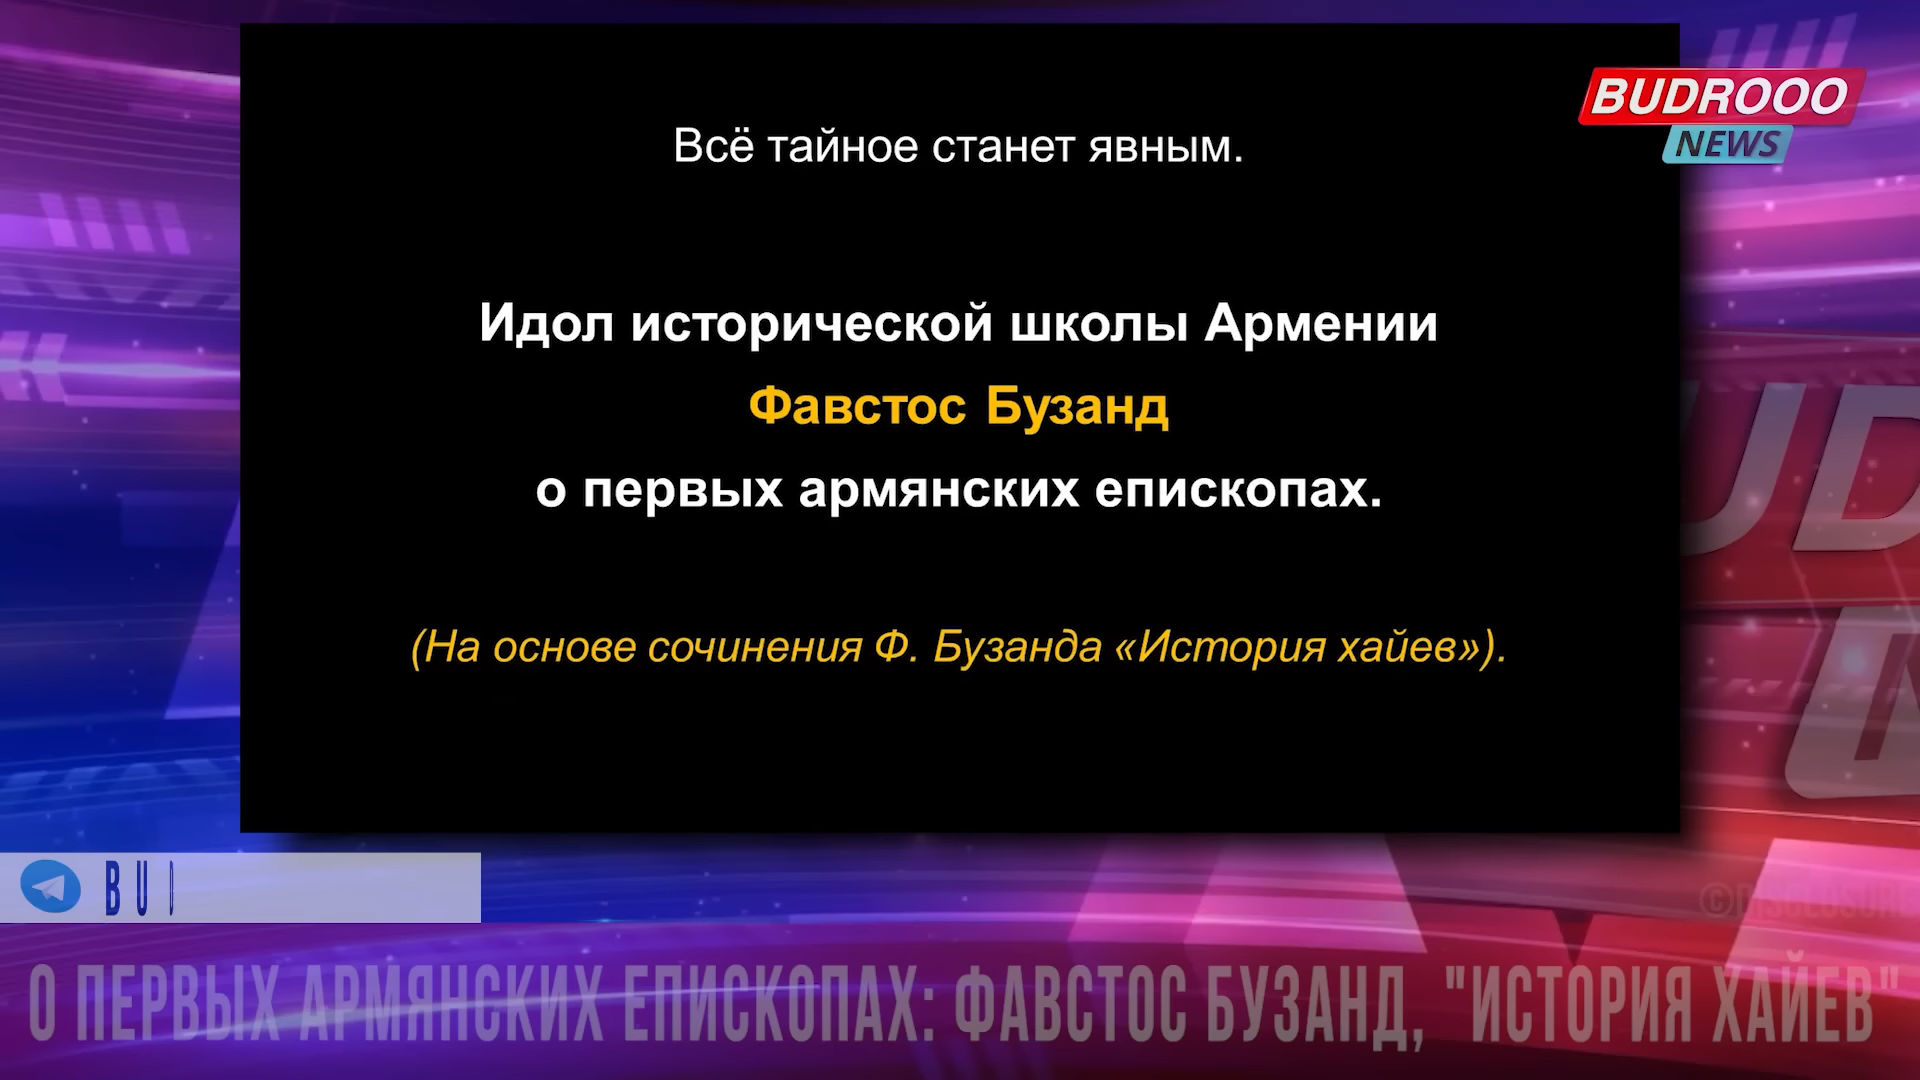 BUDROOO
NEWS
Всё тайное станет явным.
Идол исторической школы Армении
Фавстос Бузанд
о первых армянских епископах.
(На основе сочинения Ф. Бузанда «История хайев»).
BU
О ПЕРВЫХ АРМЯНСКИХ ЕПИСКОПАХ: ФАВСТОС БУЗАНД, "ИСТОРИЯ ХАЙЕВ"